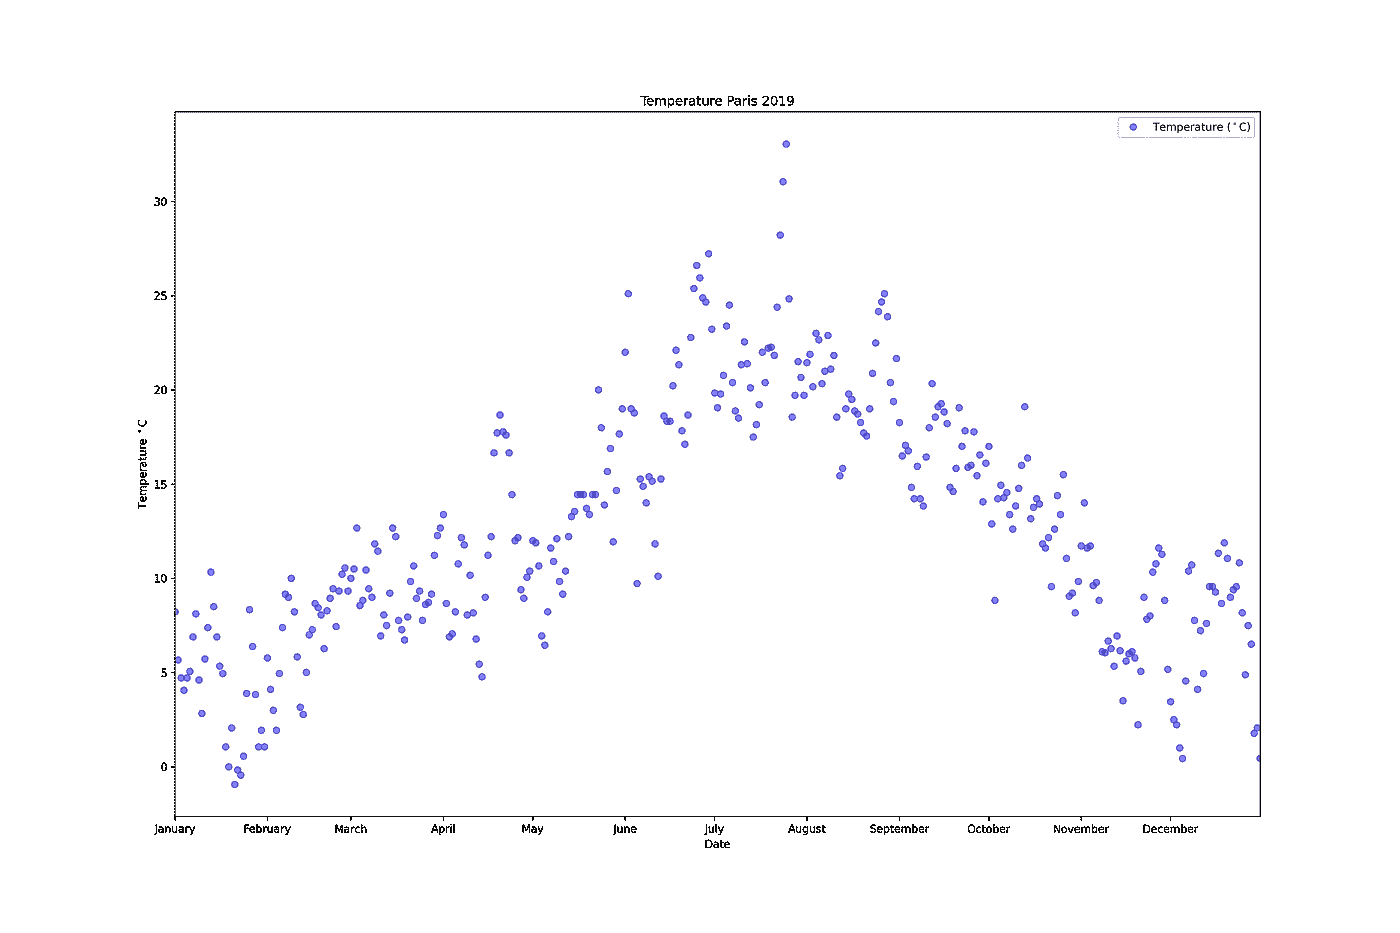 Temperature Paris 2019
Temperature (°C)
30
25
20
15
10
5
0
Temperature °C
January February March April May June July August September October November December
Date